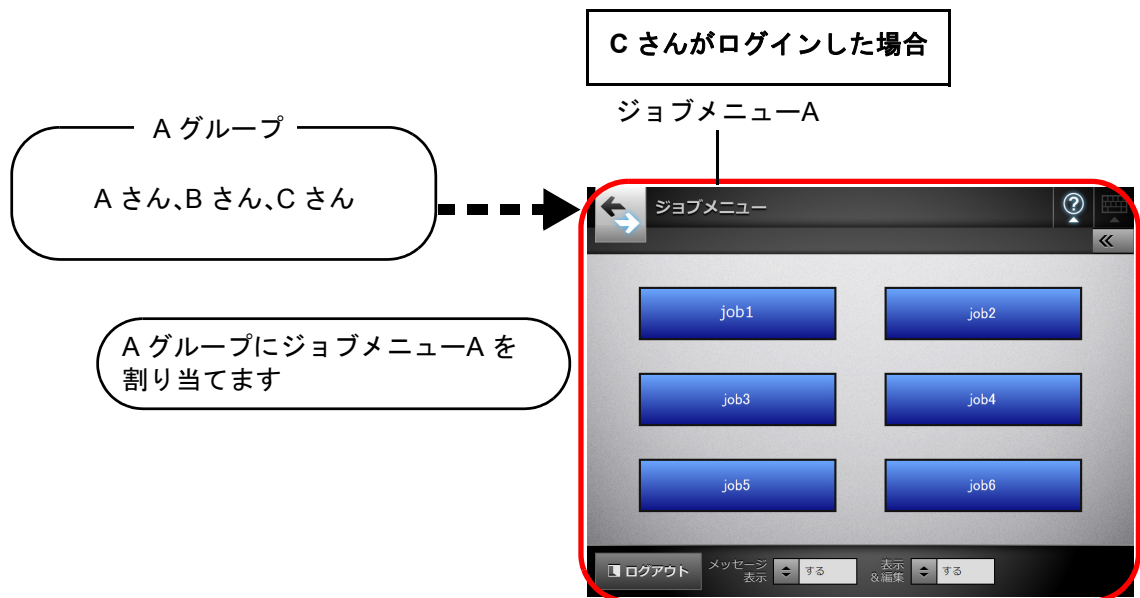 C さんがログインした場合
ジョブメニューA
A グループ
A さん、B さん、C さん
A グループにジョブメニューA を
割り当てます
ジョブメニュー
?
job1
job2
job3
job4
job5
job6
ログアウト
メッセージ
表示
する
表示
&編集
する